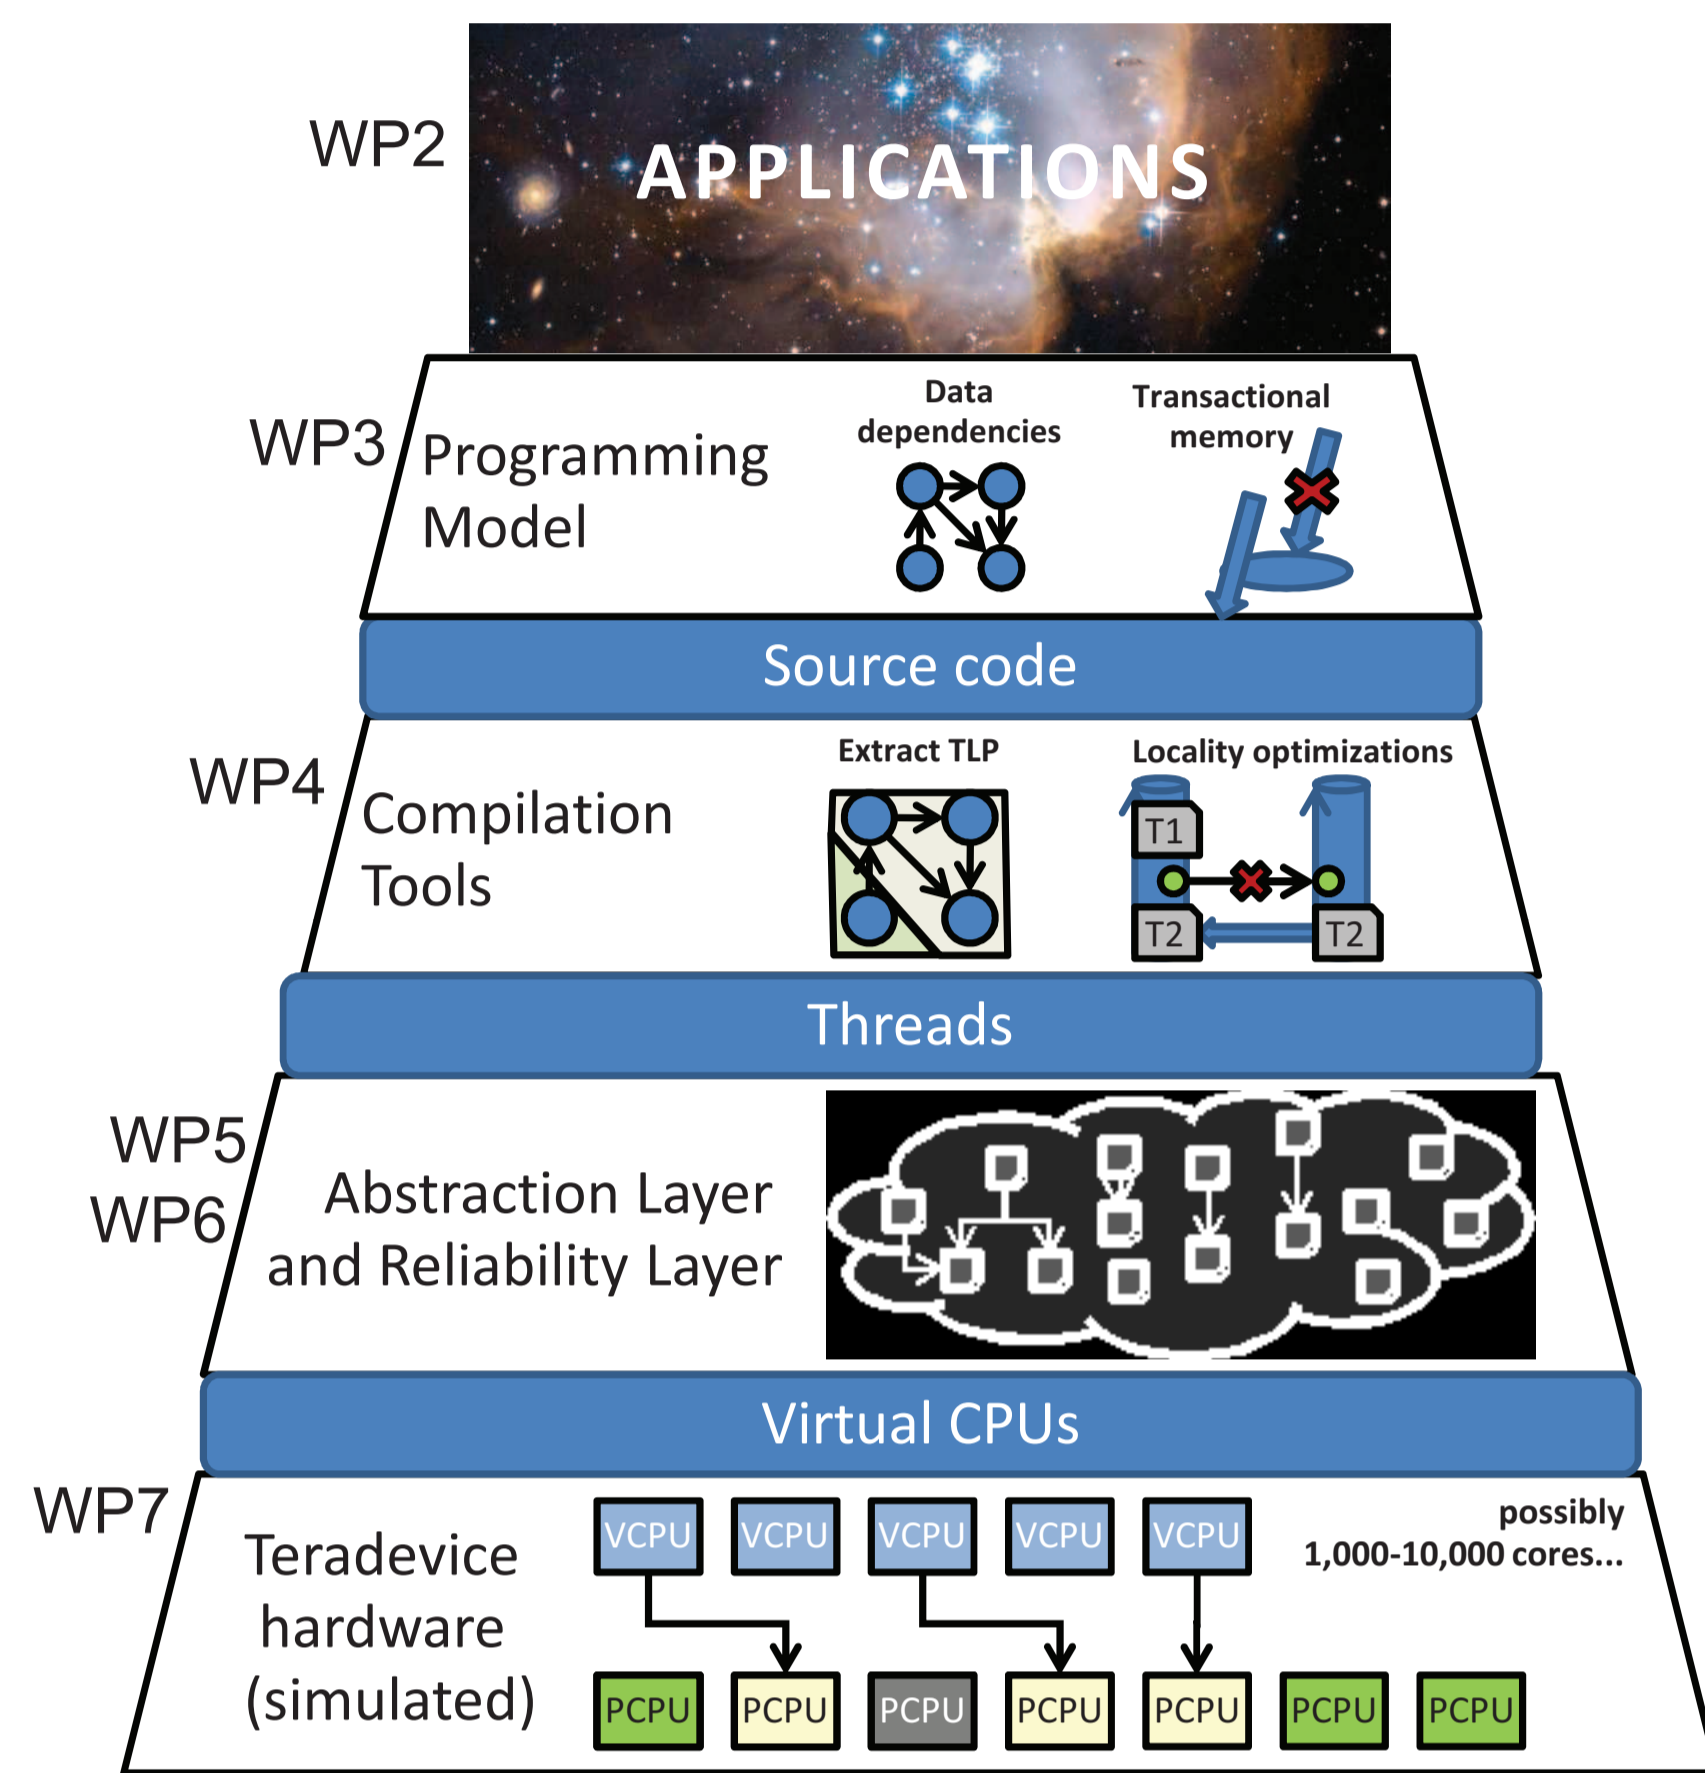 WP2
APPLICATIONS
WP3
Programming
Model
Data
dependencies
Transactional
memory
Source code
WP4
Compilation
Tools
Extract TLP
Locality optimizations
T1
T2
T2
Threads
WP5
WP6
Abstraction Layer
and Reliability Layer
Virtual CPUs
WP7
Teradevice
hardware
(simulated)
VCPU VCPU VCPU VCPU VCPU
possibly
1,000-10,000 cores...
PCPU PCPU PCPU PCPU PCPU PCPU PCPU